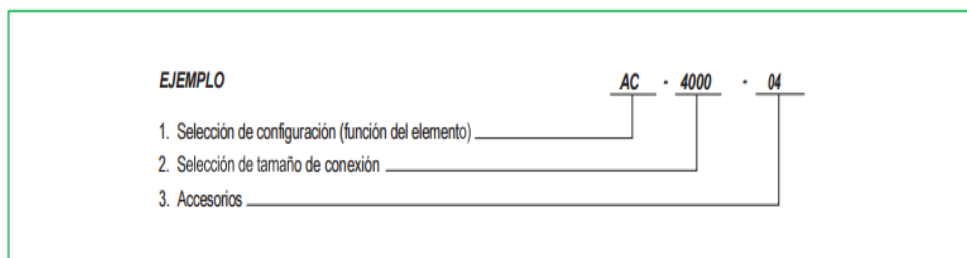 EJEMPLO AC - 4000 - 04
1. Selección de configuración (función del elemento)
2. Selección de tamaño de conexión
3. Accesorios